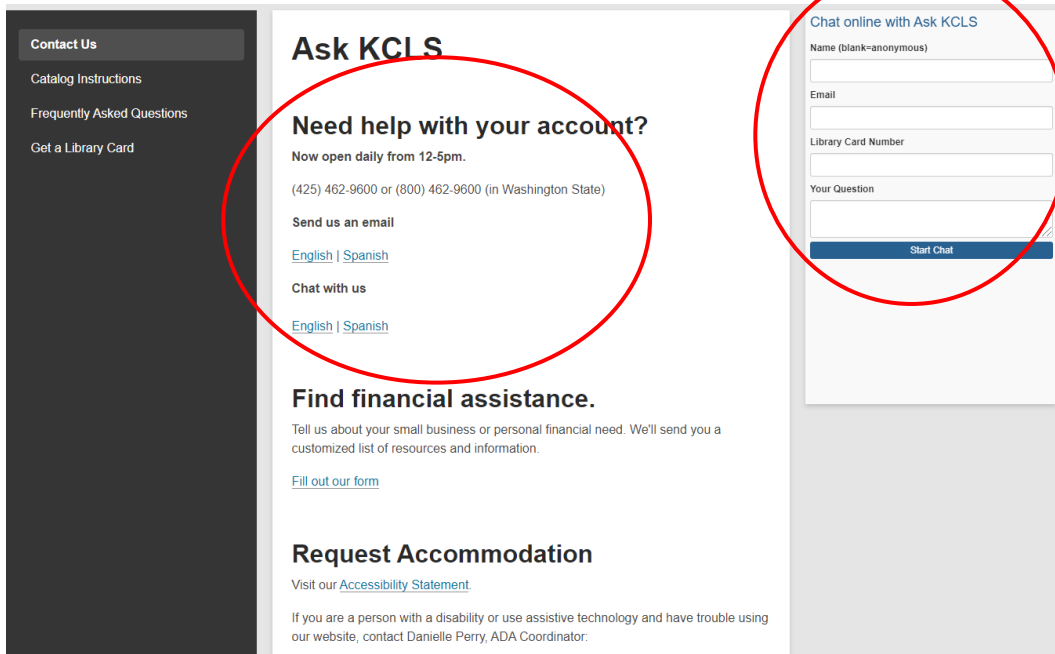 Contact Us
Catalog Instructions
Frequently Asked Questions
Get a Library Card
Ask KCLS
Need help with your account?
Now open daily from 12-5pm.
(425) 462-9600 or (800) 462-9600 (in Washington State)
Send us an email
English | Spanish
Chat with us
English | Spanish
Find financial assistance.
Tell us about your small business or personal financial need. We'll send you a
customized list of resources and information.
Fill out our form
Request Accommodation
Visit our Accessibility Statement.
If you are a person with a disability or use assistive technology and have trouble using
our website, contact Danielle Perry, ADA Coordinator:
Chat online with Ask KCLS
Name (blank=anonymous)
Email
Library Card Number
Your Question
Start Chat